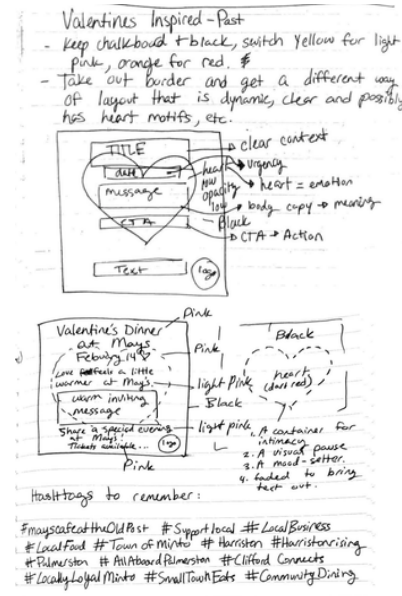 Valentines Inspired - Post
- Keep chalkboad + black, switch yellow for light
pink, orange for red.
- Take out border and get a different way
of layout that is dynamic, clear and possibly
has heart motifs, etc.
TITLE
date
message
CTA
Text
logo
heart
low
opacity
low
Black
clear context
urgency
heart = emotion
body copy → meaning
CTA → Action
Valentine's Dinner
at Mays
Febuiry 14
Love feels a little
warmer at Mays.
warm inviting
message
Share a special evening
at Mays!
Tickets available...
logo
Pink
Pink
light Pink
Black
light pink
Pink
Black
heart
(dark red)
1. A container for
intimacy
2. A visual pause
3. A mood-setter.
4. faded to bring
text out.
Hashtags to remember:
#mayscafeattheOldPost #Supportlocal #LocalBusiness
#LocalFood #Town of Minto #Harriston #Harristonrising
#Palmerston #AllAboardPalmerston #Clifford Connects
#LocallyLoyalMinto #SmallTownEats #CommunityDining